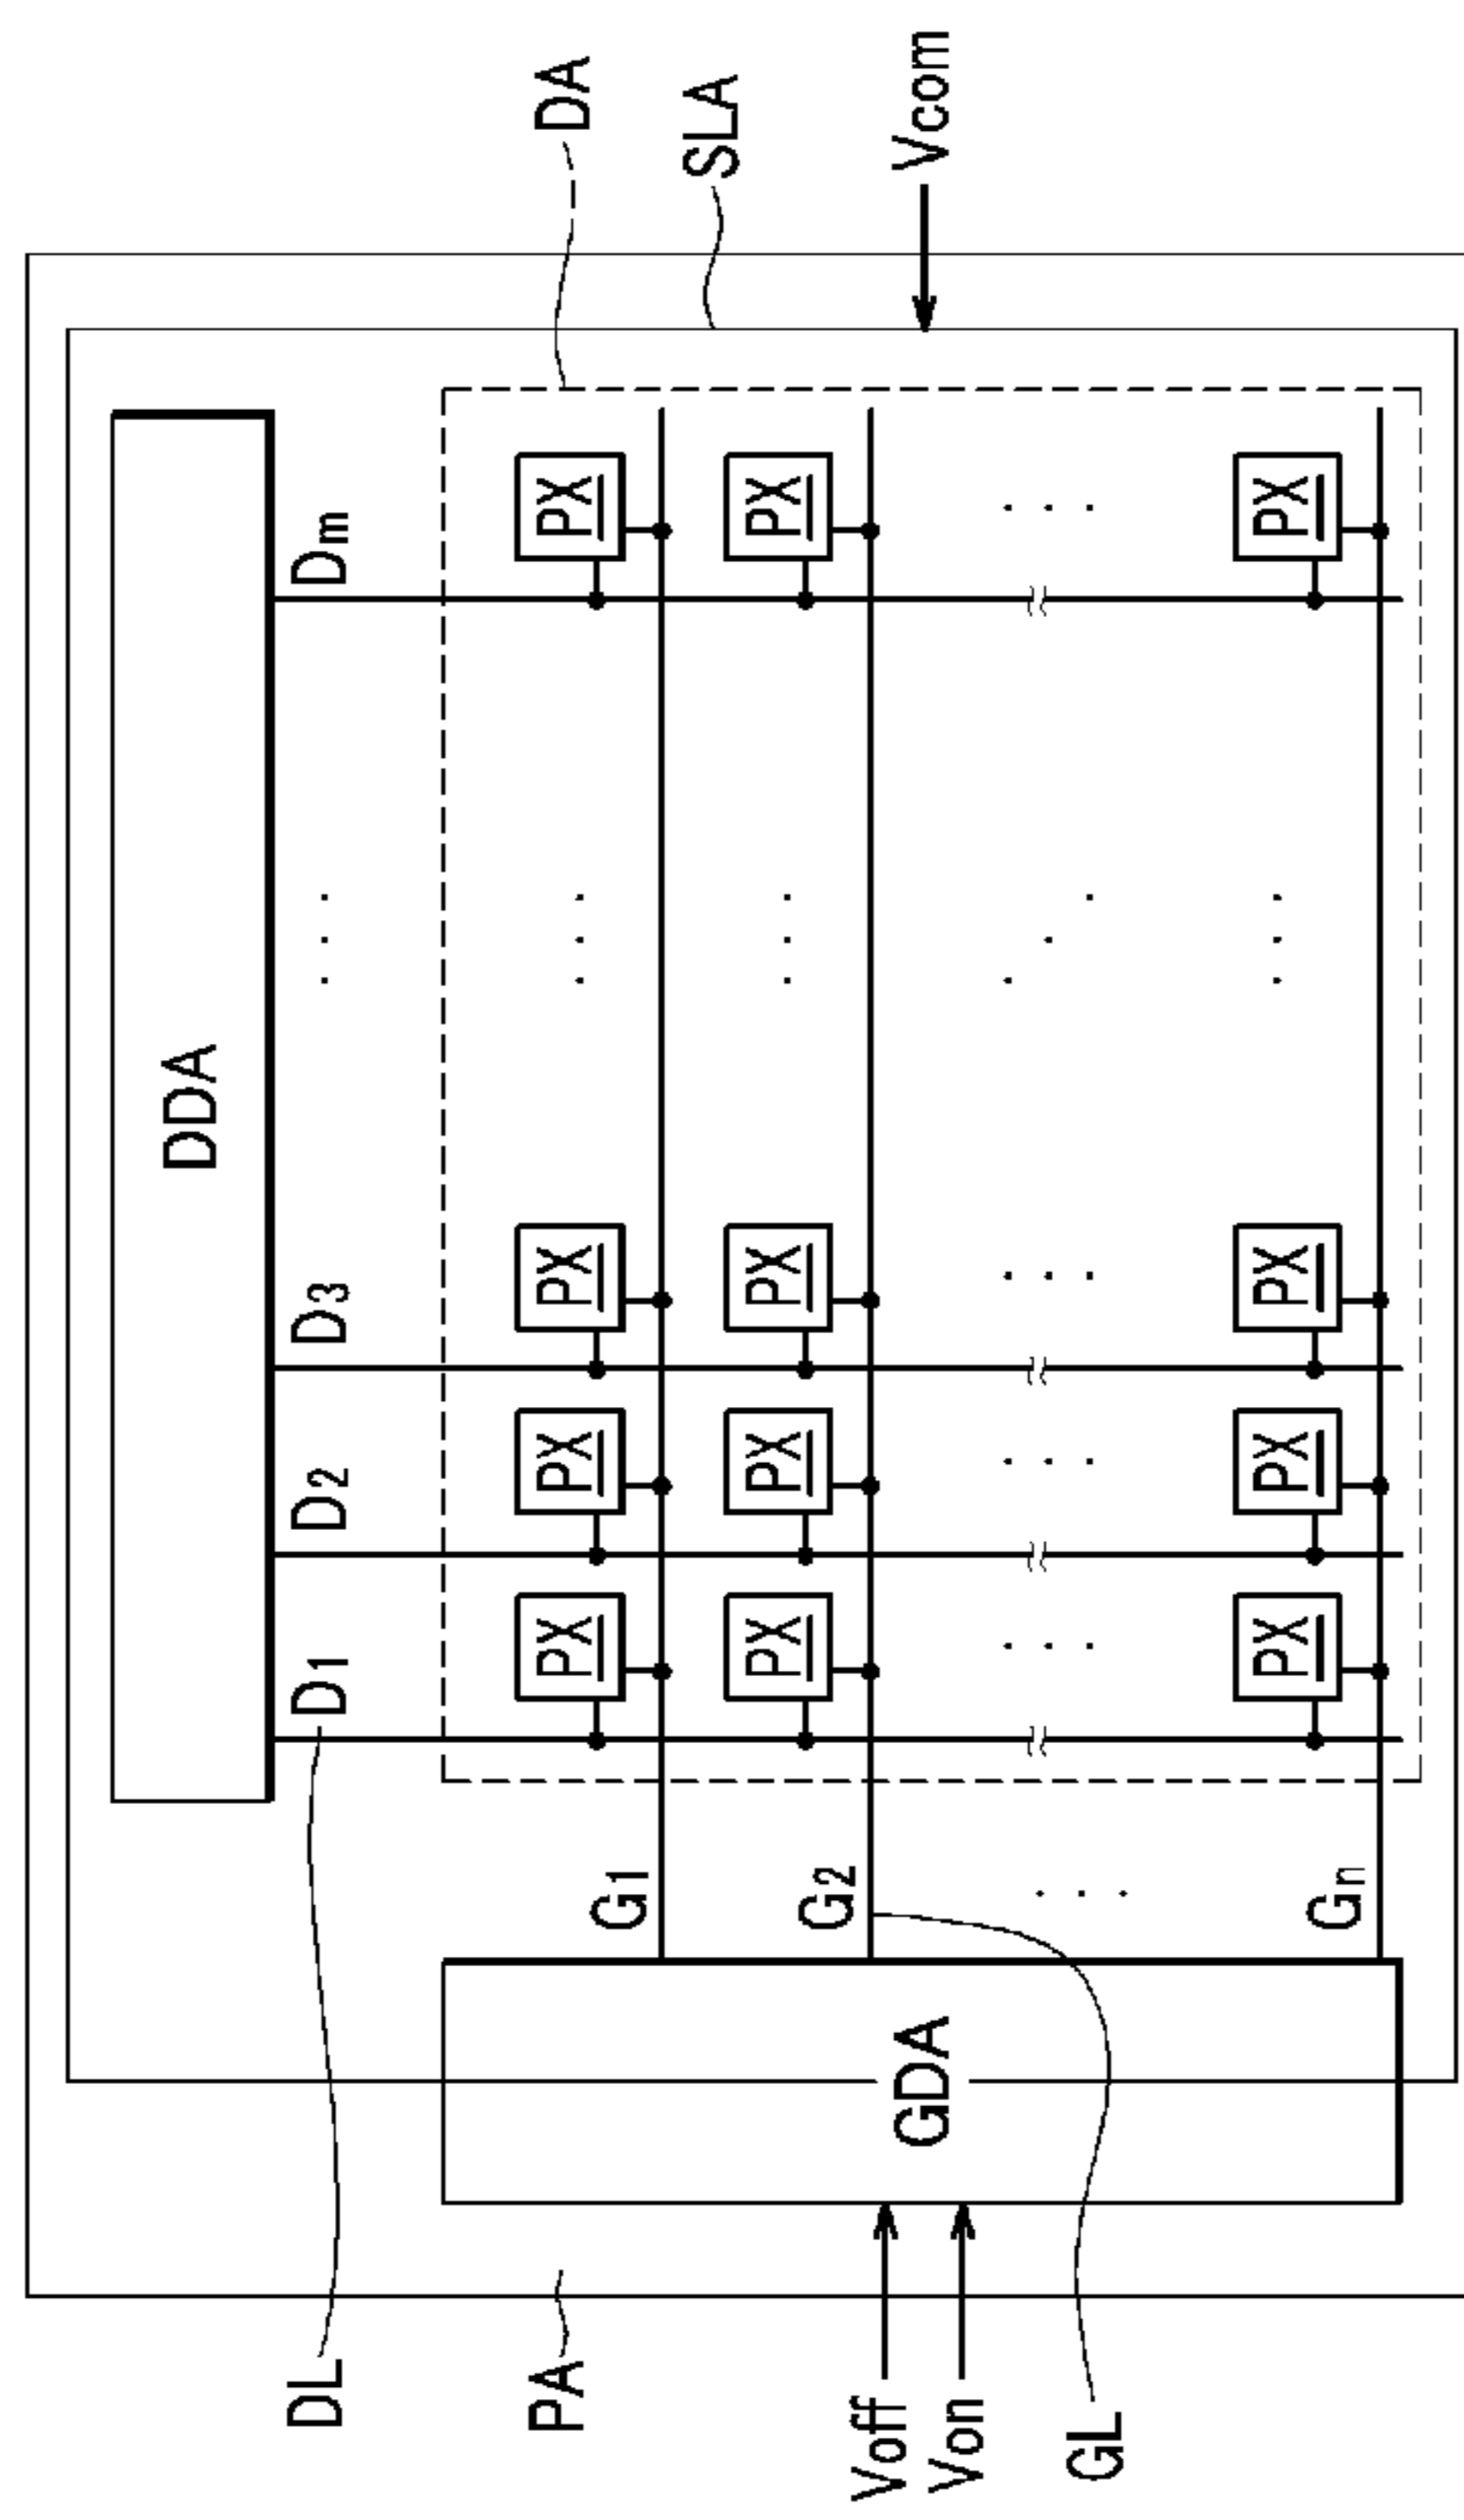 DDA
DL D1 D2 D3 ... Dm
PA PX PX PX ... PX DA
G1
SLA
PX PX PX ... PX
G2
Voff GDA Vcom
Von
GL
PX PX PX ... PX
Gn